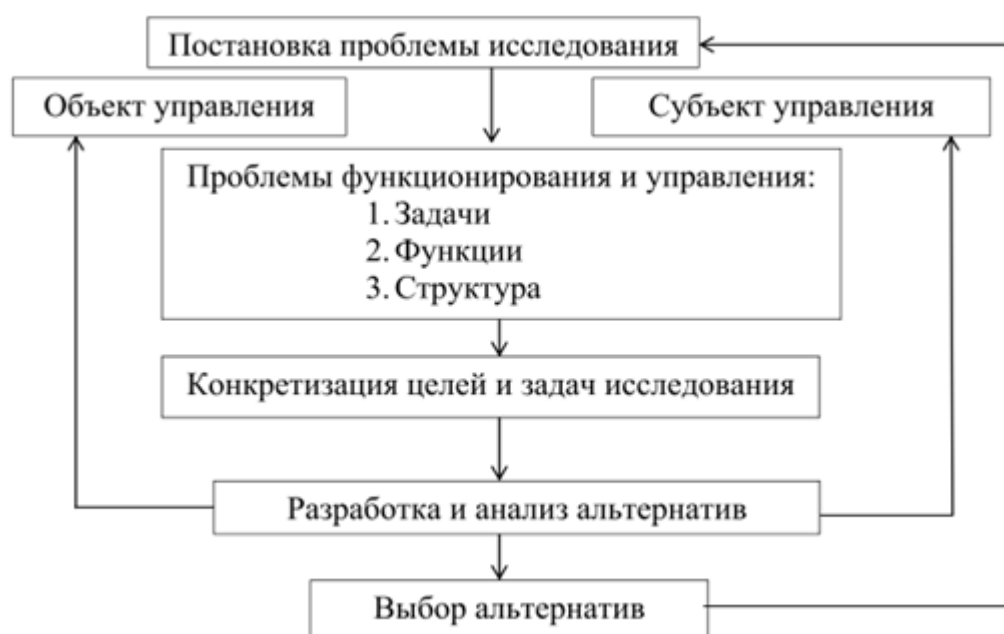 Постановка проблемы исследования
Объект управления
Субъект управления
Проблемы функционирования и управления:
1. Задачи
2. Функции
3. Структура
Конкретизация целей и задач исследования
Разработка и анализ альтернатив
Выбор альтернатив